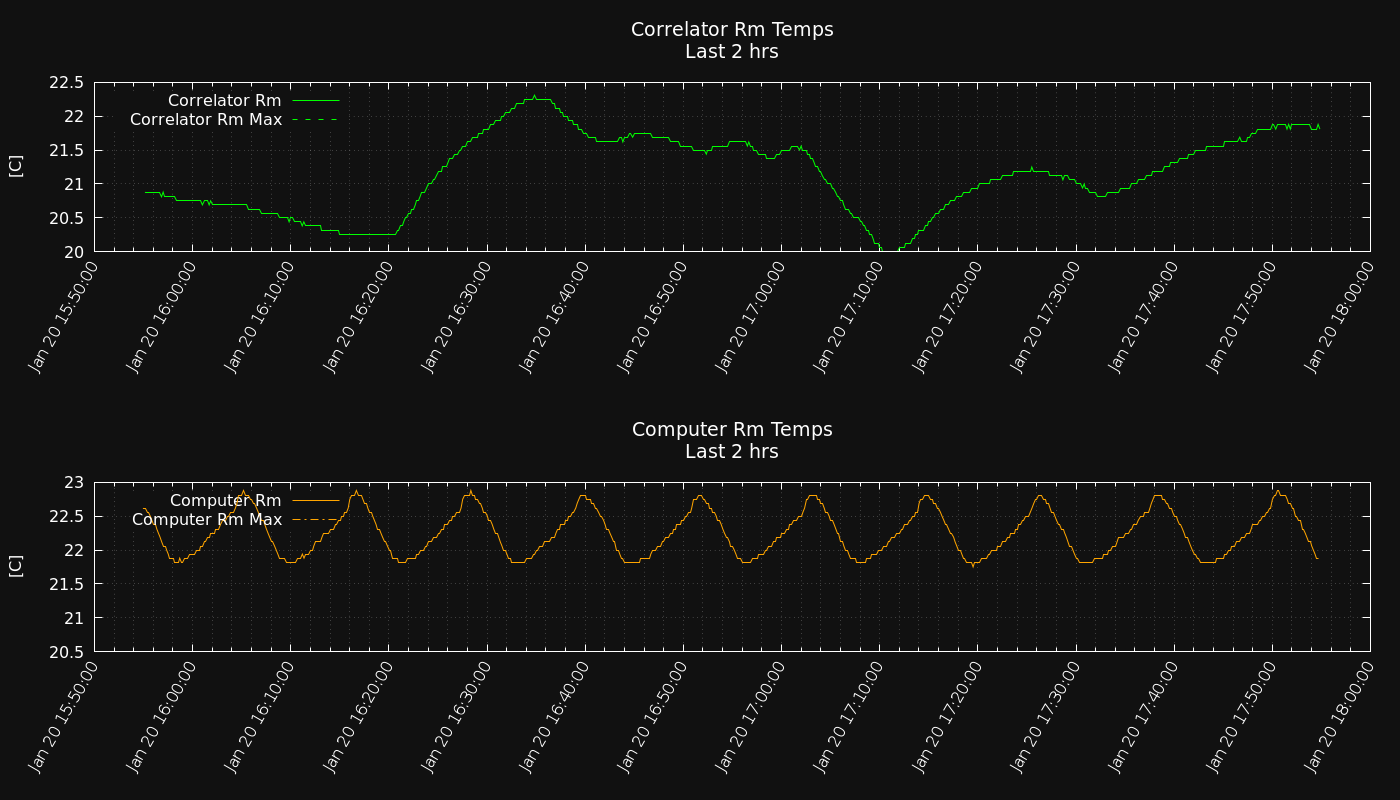 Correlator Rm Temps
Last 2 hrs
[C]
22.5
22
21.5
21
20.5
20
Correlator Rm
Correlator Rm Max
Jan 20 15:50:00
Jan 20 16:00:00
Jan 20 16:10:00
Jan 20 16:20:00
Jan 20 16:30:00
Jan 20 16:40:00
Jan 20 16:50:00
Jan 20 17:00:00
Jan 20 17:10:00
Jan 20 17:20:00
Jan 20 17:30:00
Jan 20 17:40:00
Jan 20 17:50:00
Jan 20 18:00:00
Computer Rm Temps
Last 2 hrs
[C]
23
22.5
22
21.5
21
20.5
Computer Rm
Computer Rm Max
Jan 20 15:50:00
Jan 20 16:00:00
Jan 20 16:10:00
Jan 20 16:20:00
Jan 20 16:30:00
Jan 20 16:40:00
Jan 20 16:50:00
Jan 20 17:00:00
Jan 20 17:10:00
Jan 20 17:20:00
Jan 20 17:30:00
Jan 20 17:40:00
Jan 20 17:50:00
Jan 20 18:00:00